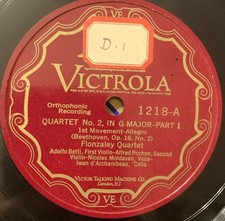 VE
D.1
VICTROLA
Orthophonic
Recording
1218-A
QUARTET No. 2, IN G MAJOR-PART 1
1st Movement-Allegro
(Beethoven, Op. 18, No. 2)
Flonzaley Quartet
Adolfo Betti, First Violin-Alfred Pochon, Second
Violin-Nicolas Moldavan, Viola-
Iwan d'Archambeau, 'Cello
VICTOR TALKING MACHINE CO.
Camden, N.J.
VE